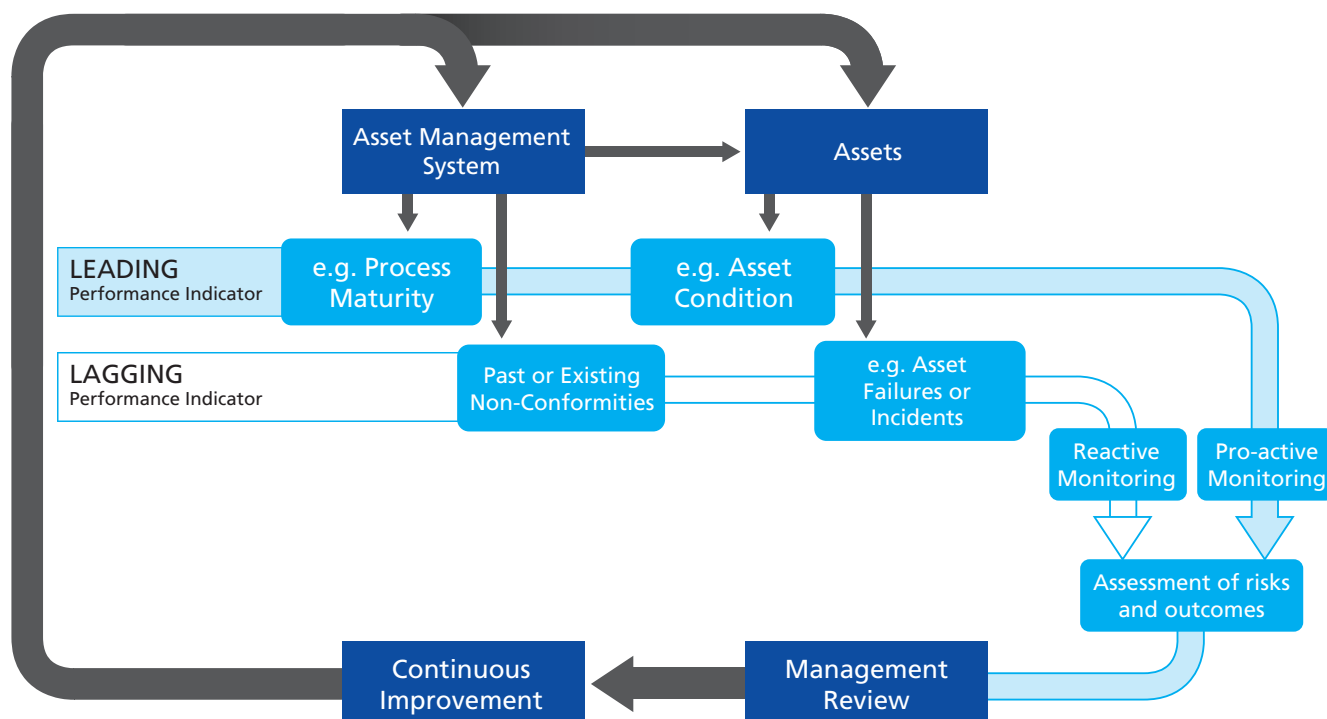 Asset Management
System
Assets
LEADING
Performance Indicator
e.g. Process
Maturity
e.g. Asset
Condition
LAGGING
Performance Indicator
Past or Existing
Non-Conformities
e.g. Asset
Failures or
Incidents
Reactive
Monitoring
Pro-active
Monitoring
Assessment of risks
and outcomes
Continuous
Improvement
Management
Review